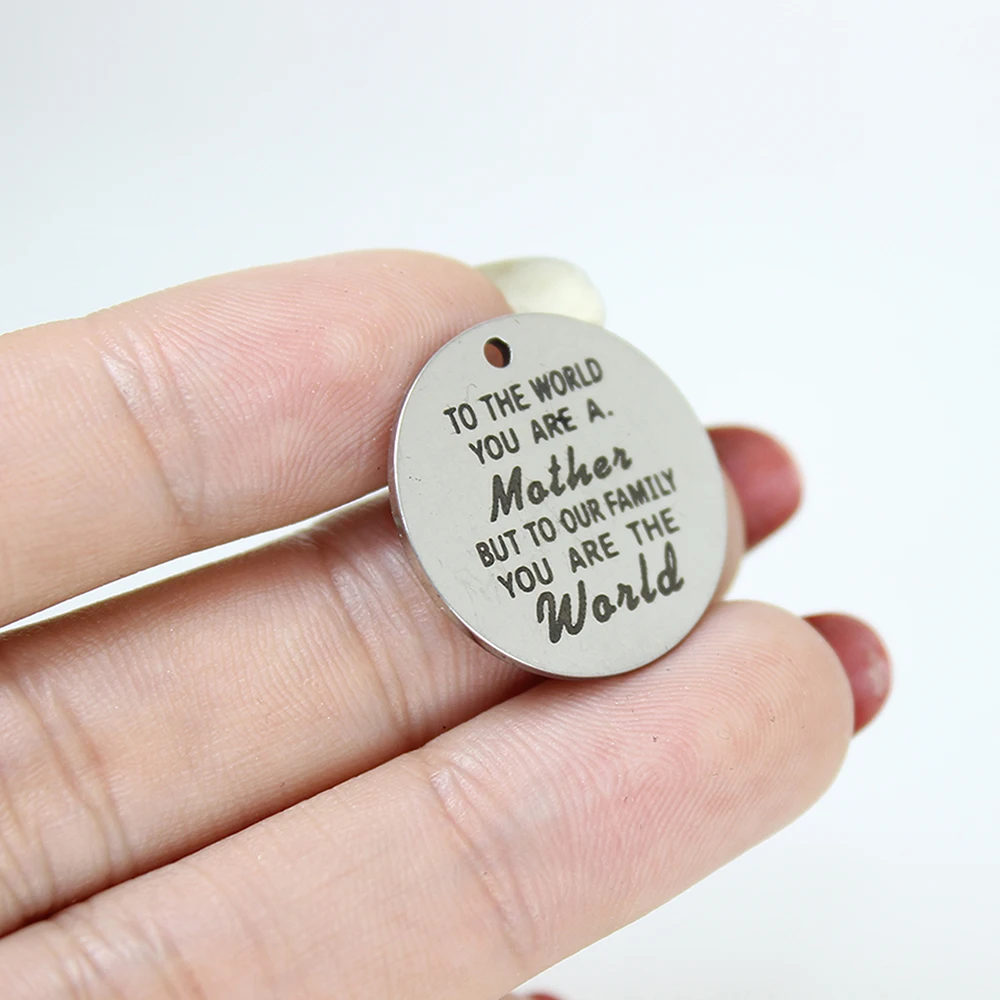 TO THE WORLD
YOU ARE A.
Mother
BUT TO OUR FAMILY
YOU ARE THE
World